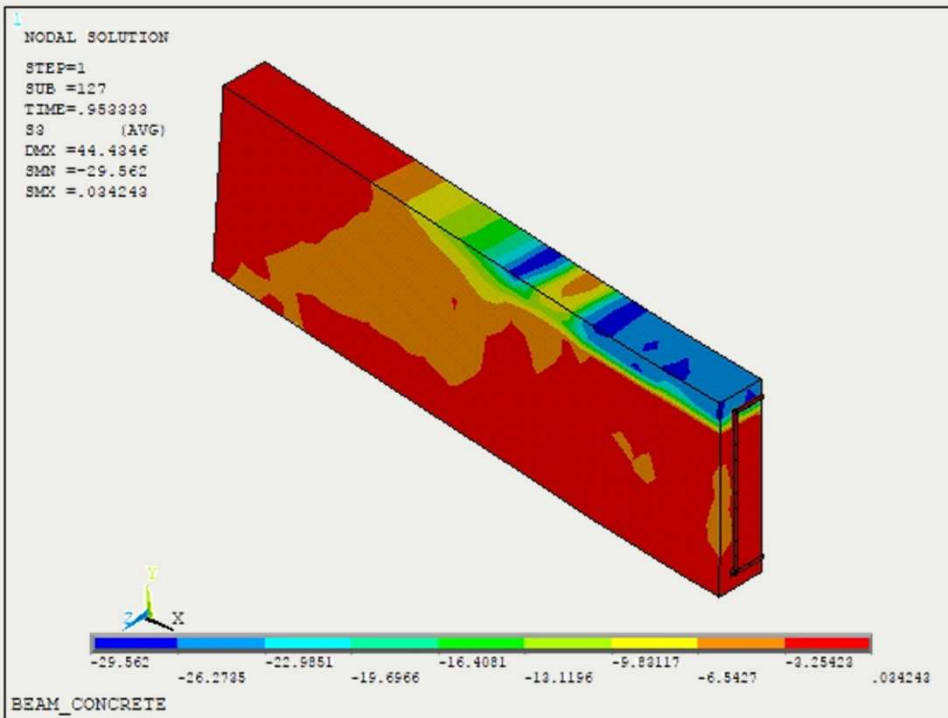 1
NODAL SOLUTION
STEP=1
SUB =127
TIME=.953333
S3 (AVG)
DMX =44.4346
SMN =-29.562
SMX =.034243
Y
Z X
-29.562 -22.9851 -16.4081 -9.83117 -3.25423
-26.2735 -19.6966 -13.1196 -6.5427 .034243
BEAM_CONCRETE